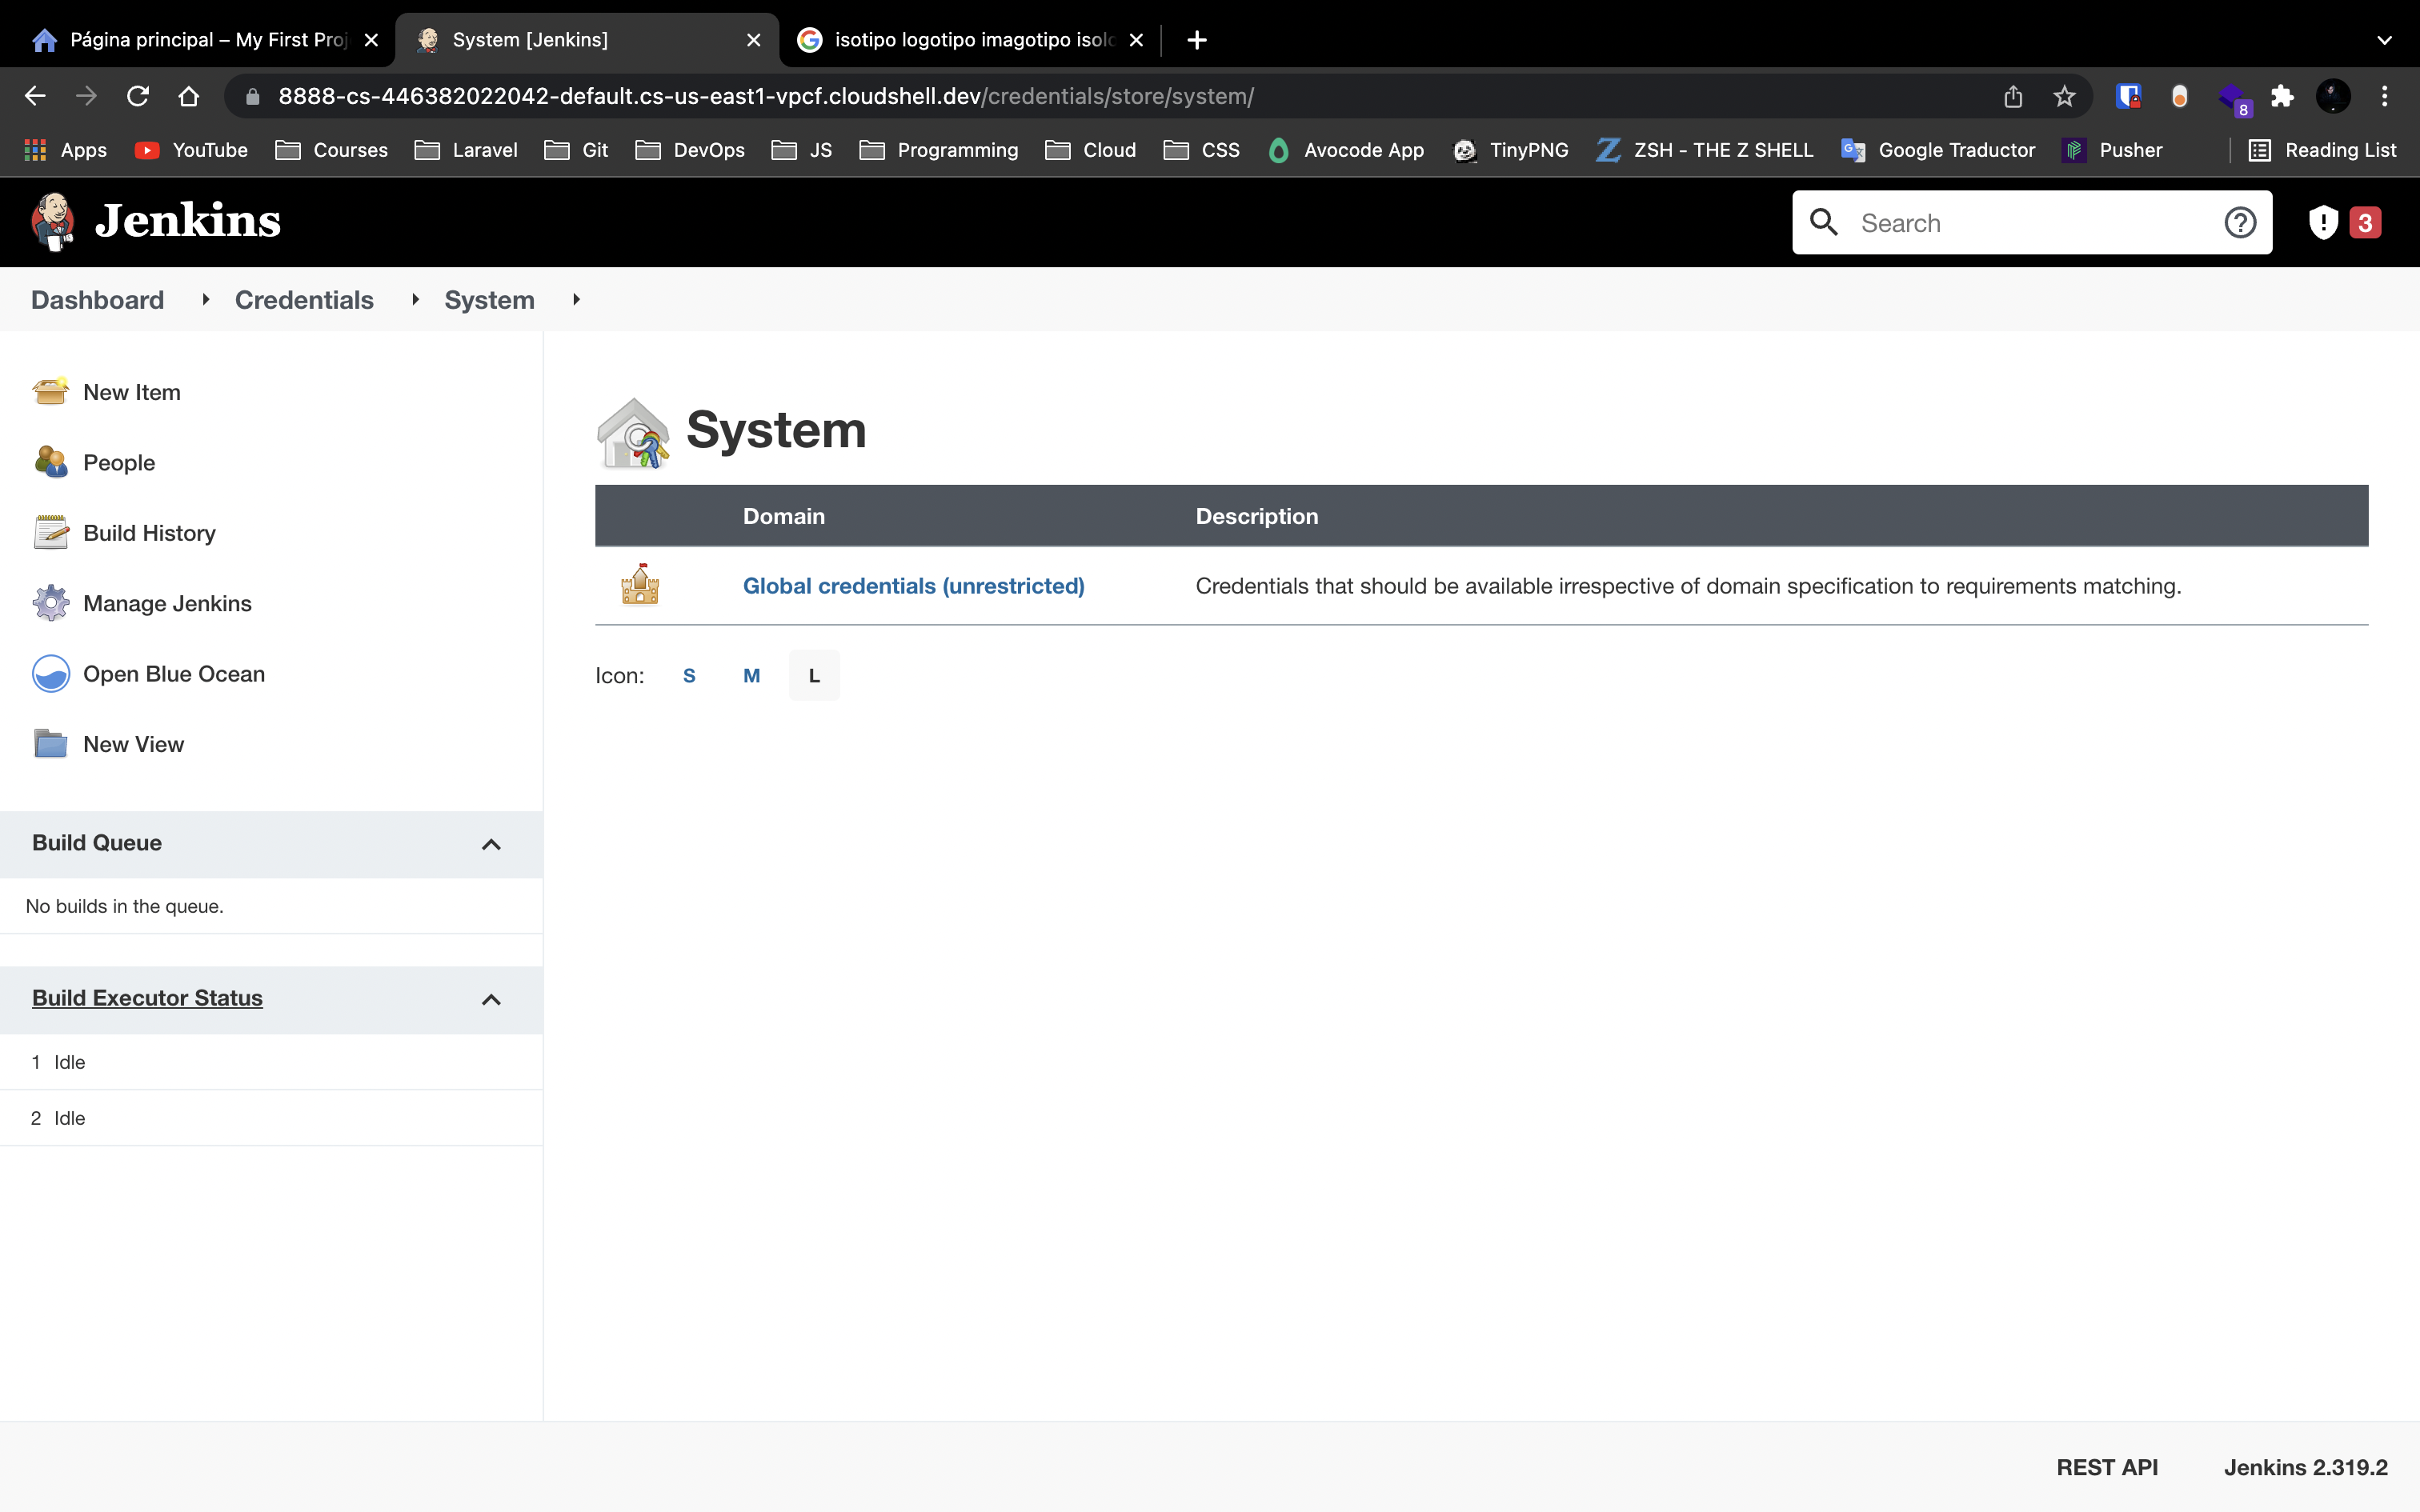 Página principal – My First Proj
System [Jenkins]
isotipo logotipo imagotipo isolo
8888-cs-446382022042-default.cs-us-east1-vpcf.cloudshell.dev/credentials/store/system/
8
Apps YouTube Courses Laravel Git DevOps JS Programming Cloud CSS Avocode App TinyPNG ZSH - THE Z SHELL Google Traductor Pusher Reading List
Jenkins
Search
3
Dashboard Credentials System
New Item
People
Build History
Manage Jenkins
Open Blue Ocean
New View
Build Queue
No builds in the queue.
Build Executor Status
1 Idle
2 Idle
System
Domain Description
Global credentials (unrestricted) Credentials that should be available irrespective of domain specification to requirements matching.
Icon: S M L
REST API Jenkins 2.319.2